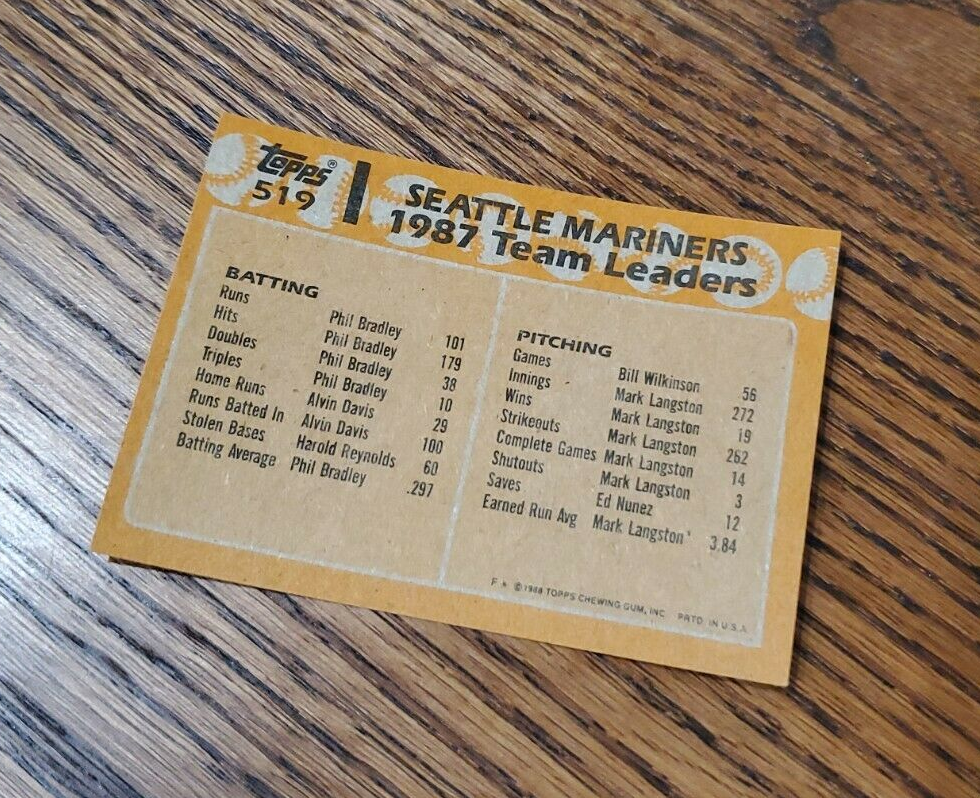 Topps®
519
SEATTLE MARINERS
1987 Team Leaders
BATTING
Runs Phil Bradley 101
Hits Phil Bradley 179
Doubles Phil Bradley 38
Triples Phil Bradley 10
Home Runs Alvin Davis 29
Runs Batted In Alvin Davis 100
Stolen Bases Harold Reynolds 60
Batting Average Phil Bradley .297
PITCHING
Games Bill Wilkinson 56
Innings Mark Langston 272
Wins Mark Langston 19
Strikeouts Mark Langston 262
Complete Games Mark Langston 14
Shutouts Mark Langston 3
Saves Ed Nunez 12
Earned Run Avg Mark Langston 3.84
F * © 1988 TOPPS CHEWING GUM, INC. PRTD. IN U.S.A.